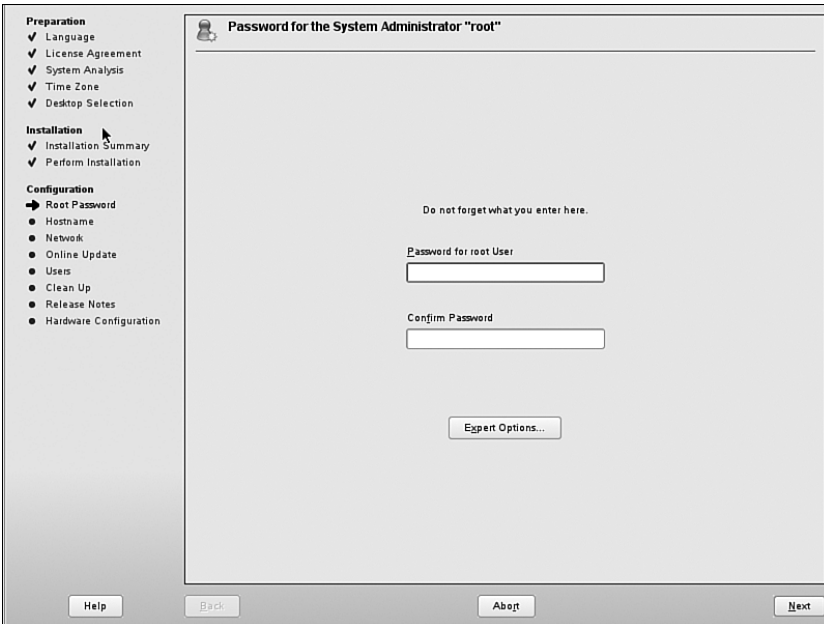 Preparation
Language
License Agreement
System Analysis
Time Zone
Desktop Selection
Installation
Installation Summary
Perform Installation
Configuration
Root Password
Hostname
Network
Online Update
Users
Clean Up
Release Notes
Hardware Configuration
Password for the System Administrator "root"
Do not forget what you enter here.
Password for root User
Confirm Password
Expert Options...
Help
Back
Abort
Next